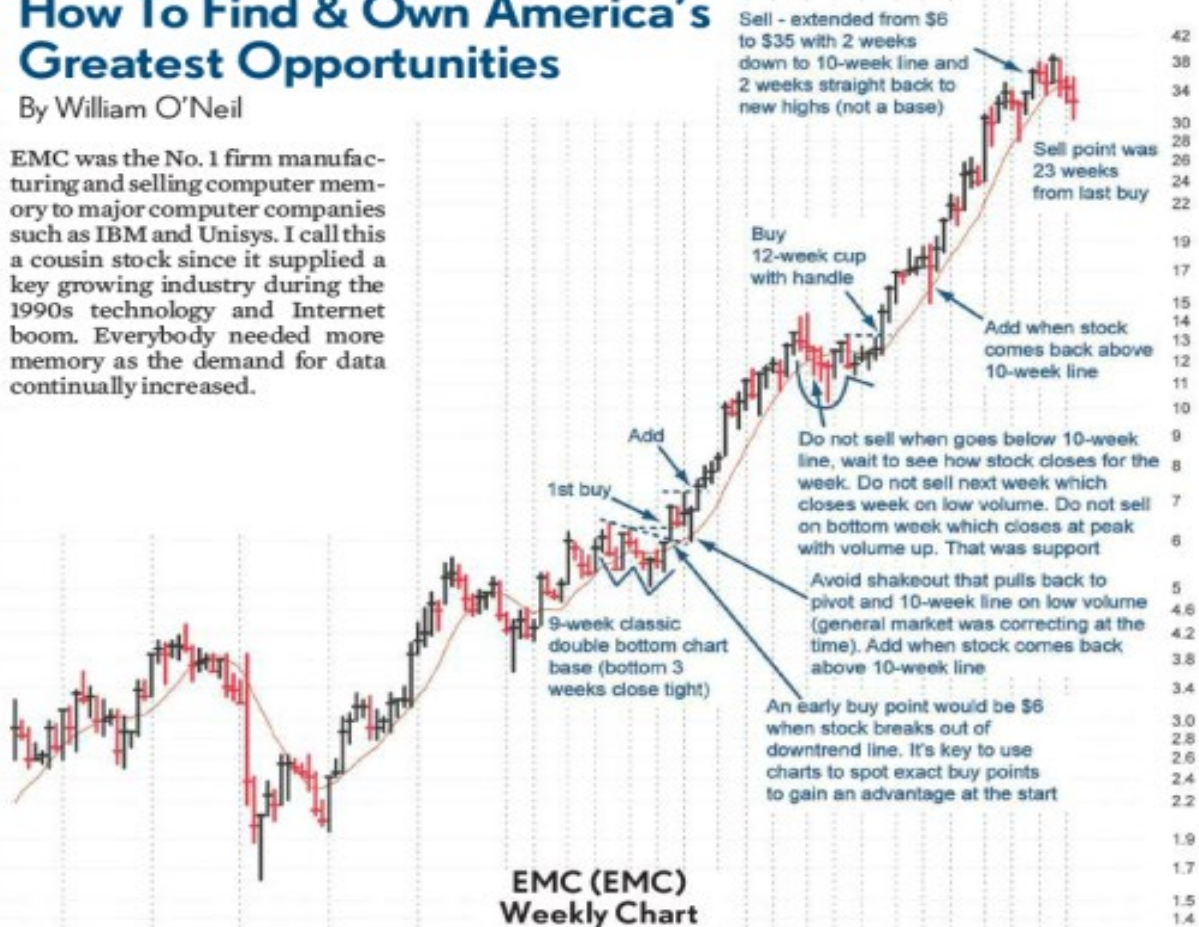 How To Find & Own America's
Greatest Opportunities
By William O'Neil
EMC was the No. 1 firm manufac-
turing and selling computer mem-
ory to major computer companies
such as IBM and Unisys. I call this
a cousin stock since it supplied a
key growing industry during the
1990s technology and Internet
boom. Everybody needed more
memory as the demand for data
continually increased.
Sell - extended from $6
to $35 with 2 weeks
down to 10-week line and
2 weeks straight back to
new highs (not a base)
Sell point was
23 weeks
from last buy
Buy
12-week cup
with handle
Add when stock
comes back above
10-week line
Add
1st buy
Do not sell when goes below 10-week
line, wait to see how stock closes for the
week. Do not sell next week which
closes week on low volume. Do not sell
on bottom week which closes at peak
with volume up. That was support
Avoid shakeout that pulls back to
pivot and 10-week line on low volume
(general market was correcting at the
time). Add when stock comes back
above 10-week line
9-week classic
double bottom chart
base (bottom 3
weeks close tight)
An early buy point would be $6
when stock breaks out of
downtrend line. It's key to use
charts to spot exact buy points
to gain an advantage at the start
EMC (EMC)
Weekly Chart
42
38
34
30
28
26
24
22
19
17
15
14
13
12
11
10
9
8
7
6
5
4.6
4.2
3.8
3.4
3.0
2.8
2.6
2.4
2.2
1.9
1.7
1.5
1.4